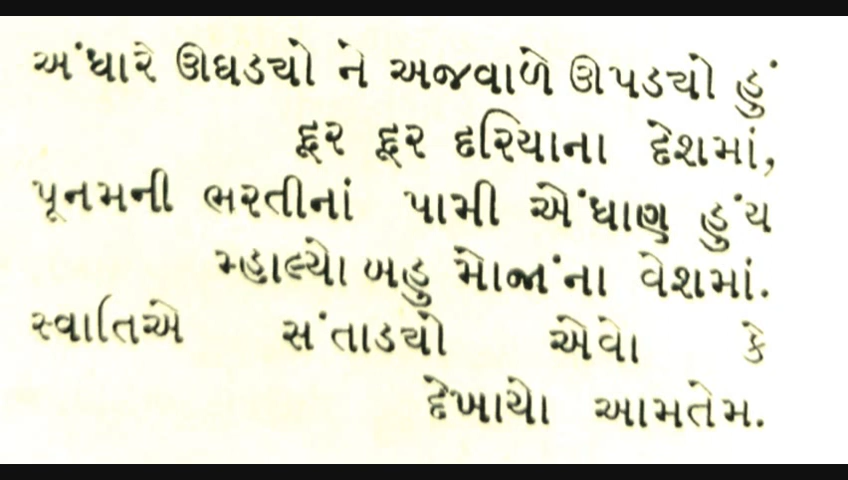 અંધારે ઊઘડ્યો ને અજવાળે ઊપડ્યો હું
દૂર દૂર દરિયાના દેશમાં,
પૂનમની ભરતીનાં પામી એંધાણ હુંય
મ્હાલ્યો બહુ મોજાંના વેશમાં.
સ્વાતિએ સંતાડ્યો એવો કે
દેખાયો આમતેમ.